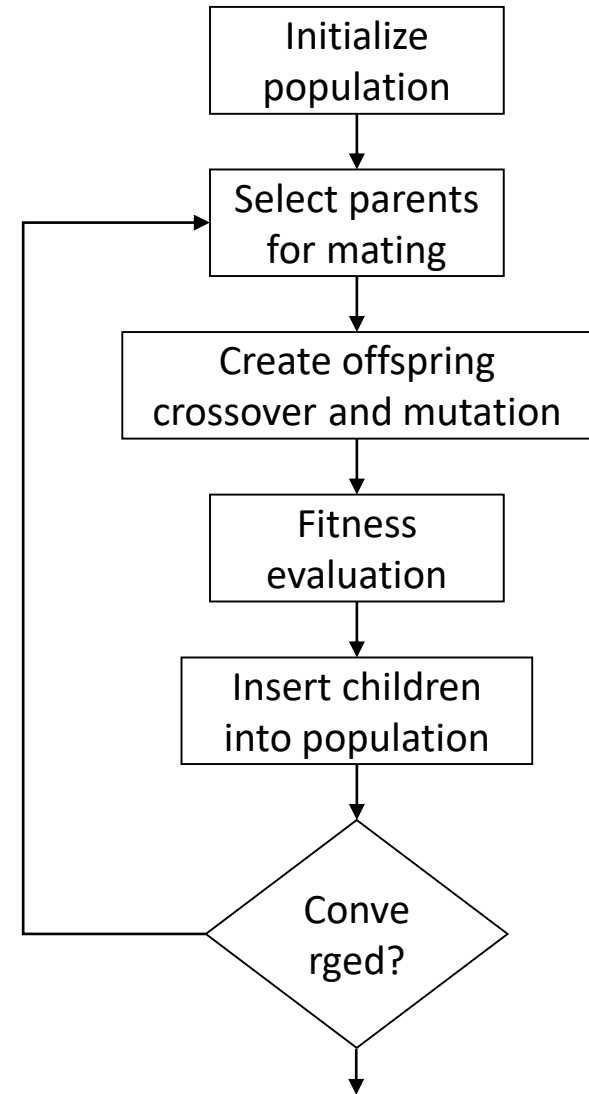 Initialize
population
Select parents
for mating
Create offspring
crossover and mutation
Fitness
evaluation
Insert children
into population
Conve
rged?